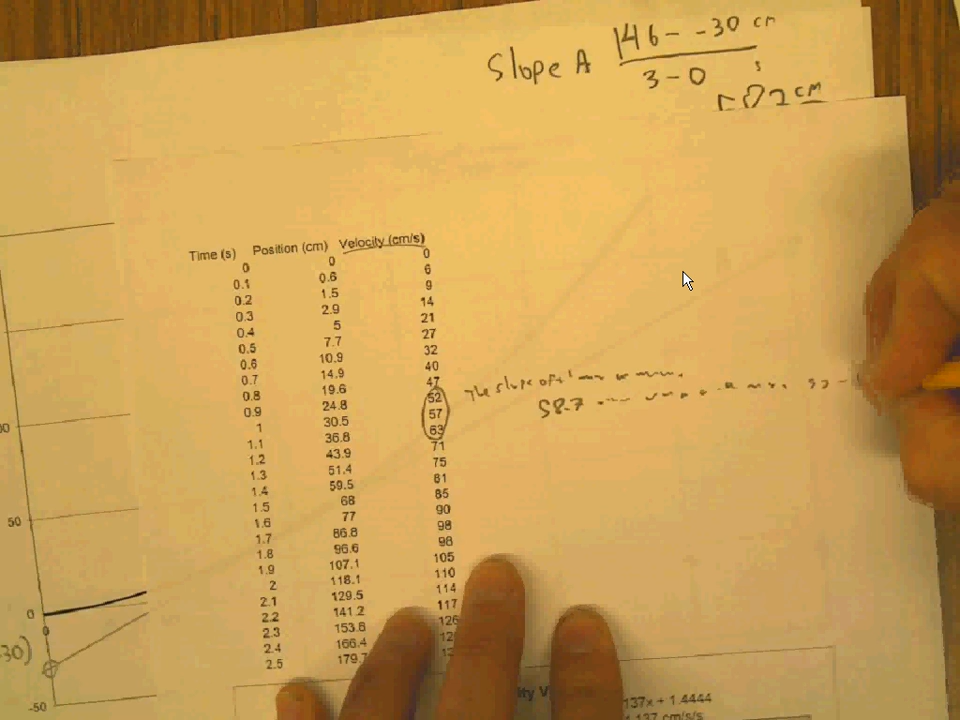 Slope A 146 - -30 cm
3 - 0 s
cm
Time (s) Position (cm) Velocity (cm/s)
0 0 0
0.1 0.6 6
0.2 1.5 9
0.3 2.9 14
0.4 5 21
0.5 7.7 27
0.6 10.9 32
0.7 14.9 40
0.8 19.6 47
0.9 24.8 52
1 30.5 57
1.1 36.8 63
1.2 43.9 71
1.3 51.4 75
1.4 59.5 81
1.5 68 85
1.6 77 90
1.7 86.8 98
1.8 96.6 98
1.9 107.1 105
2 118.1 110
2.1 129.5 114
2.2 141.2 117
2.3 153.8
2.4 166.4
2.5 179.
The slope of
58.7
50
0
0
-30)
-50
137x + 1.4444
137 cm/s/s